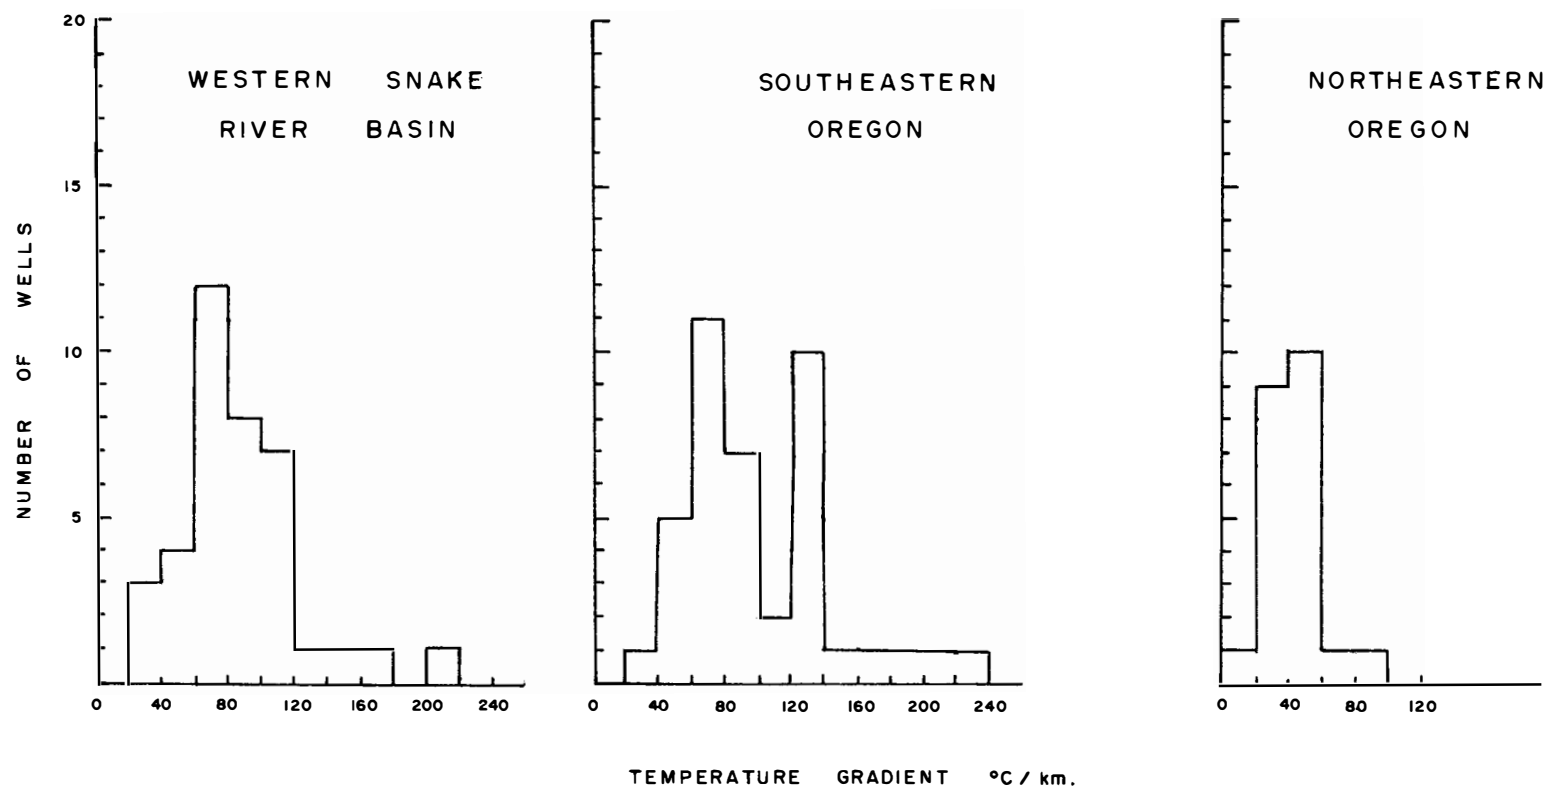 20
15
10
5
NUMBER OF WELLS
WESTERN SNAKE
RIVER BASIN
0 40 80 120 160 200 240
SOUTHEASTERN
OREGON
0 40 80 120 160 200 240
NORTHEASTERN
OREGON
0 40 80 120
TEMPERATURE GRADIENT °C / km.